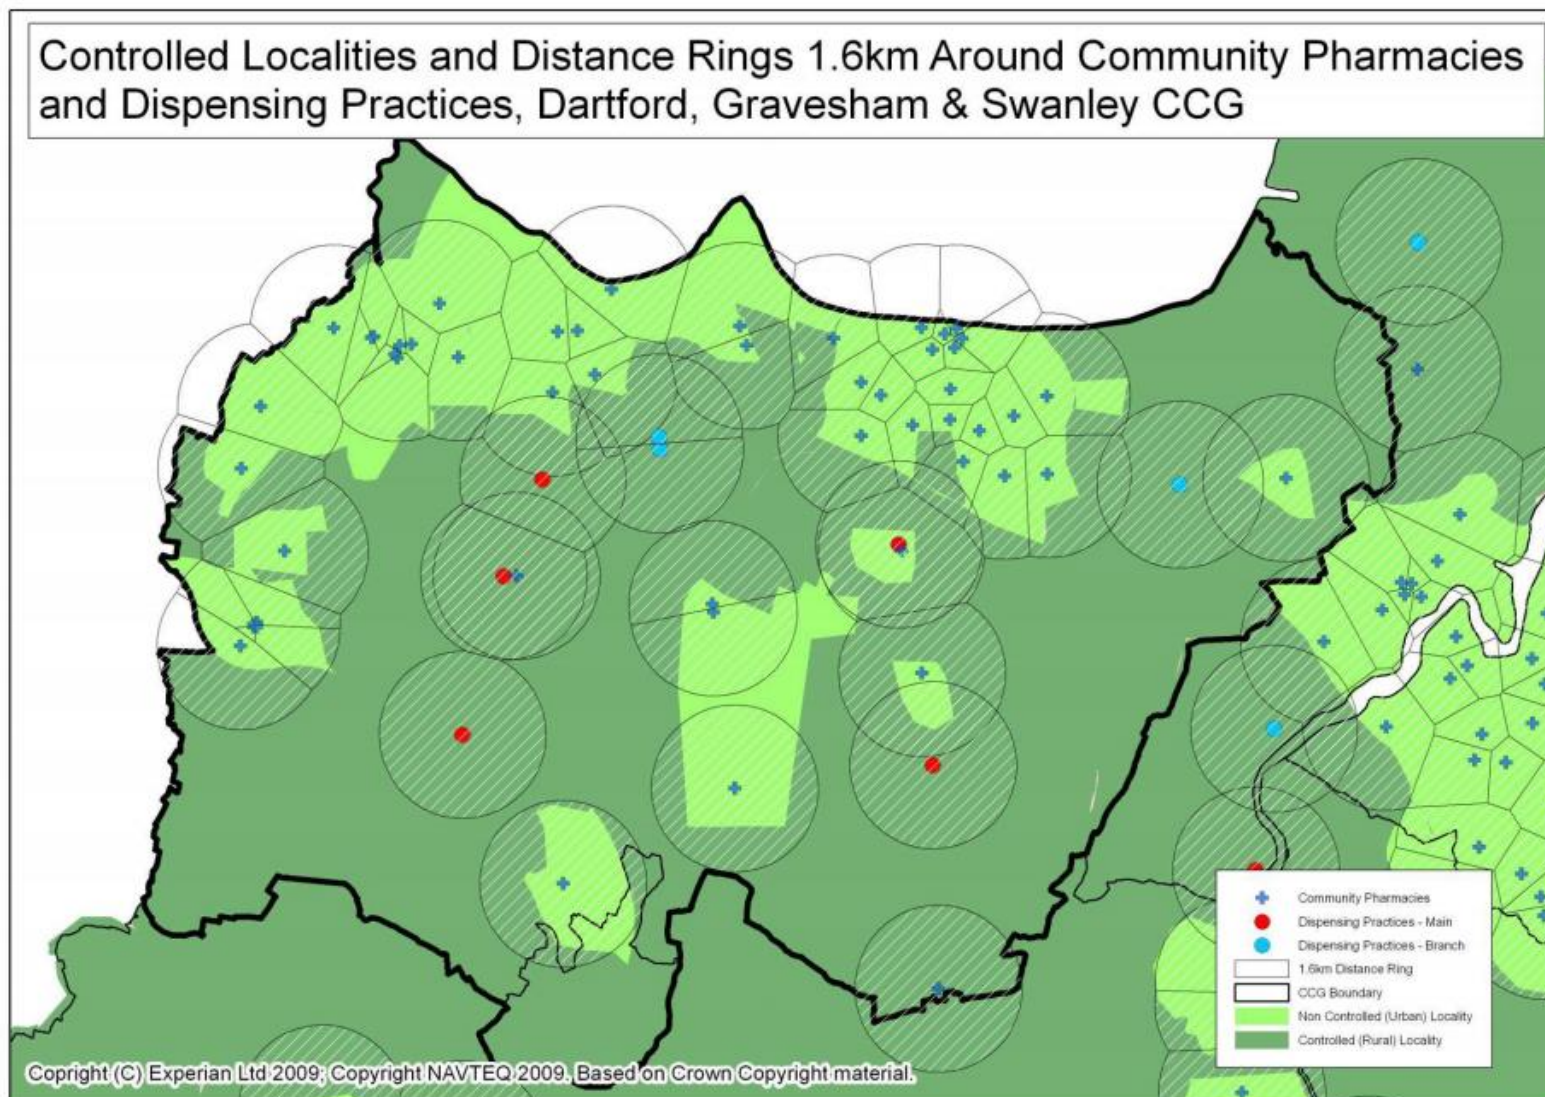 Controlled Localities and Distance Rings 1.6km Around Community Pharmacies
and Dispensing Practices, Dartford, Gravesham & Swanley CCG
Community Pharmacies
Dispensing Practices - Main
Dispensing Practices - Branch
1.6km Distance Ring
CCG Boundary
Non Controlled (Urban) Locality
Controlled (Rural) Locality
Copright (C) Experian Ltd 2009; Copyright NAVTEQ 2009. Based on Crown Copyright material.